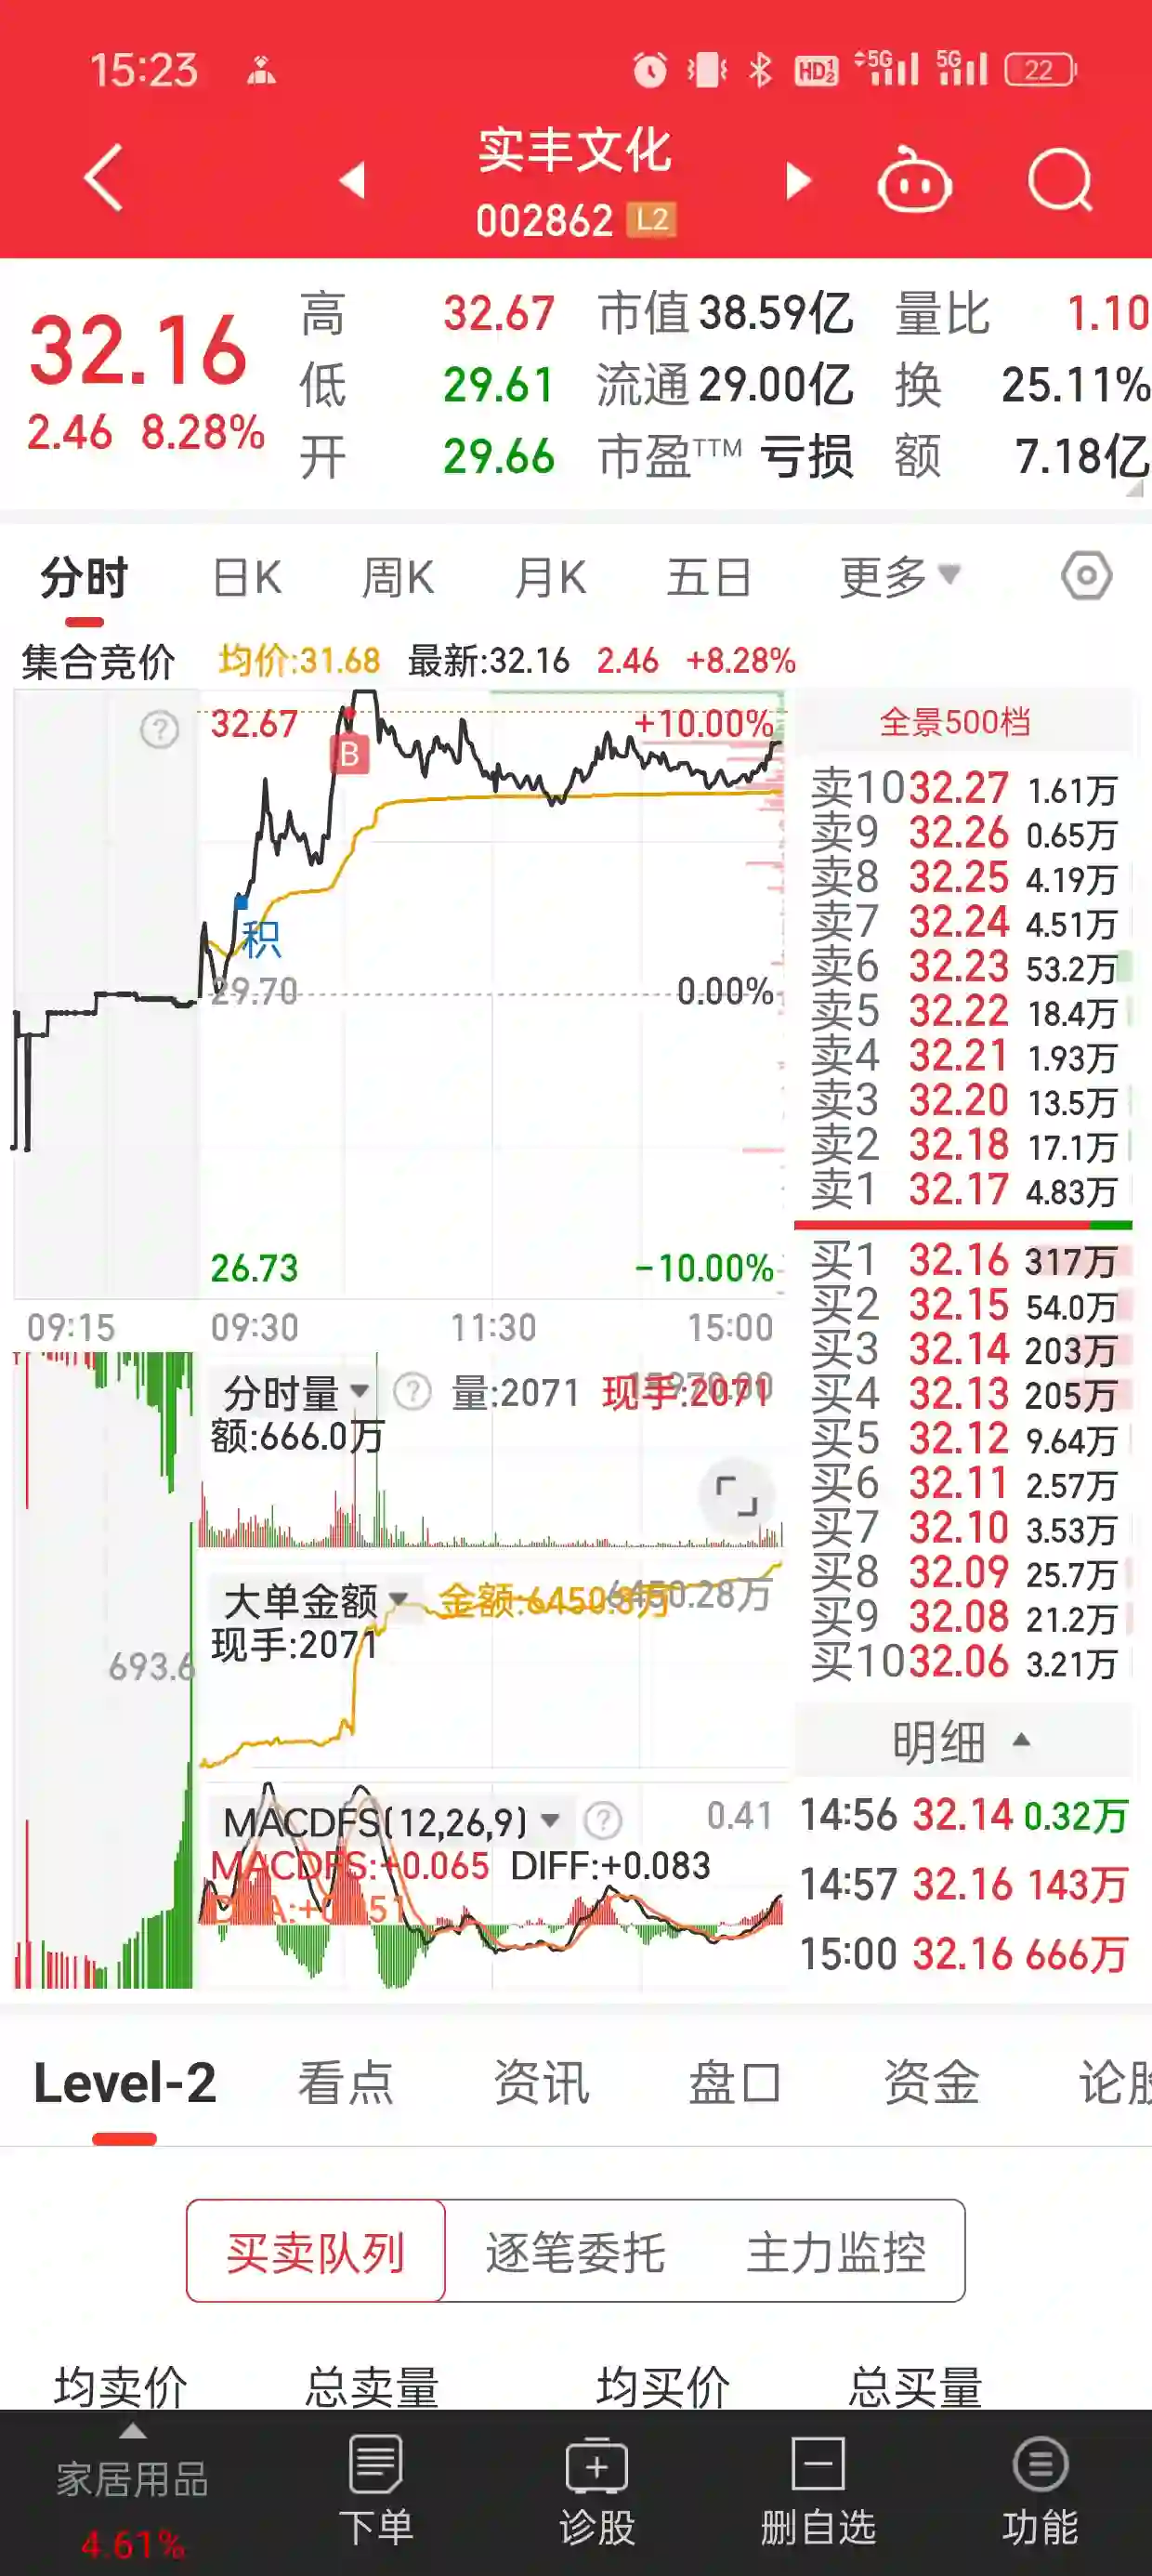 15:23
HD 5G 5G 22
实丰文化
002862 L2
32.16
2.46 8.28%
高 32.67 市值 38.59亿 量比 1.10
低 29.61 流通 29.00亿 换 25.11%
开 29.66 市盈TTM 亏损 额 7.18亿
分时 日K 周K 月K 五日 更多
集合竞价 均价:31.68 最新:32.16 2.46 +8.28%
32.67 +10.00%
B
积
29.70 0.00%
26.73 -10.00%
09:15 09:30 11:30 15:00
分时量 ? 量:2071 现手:2071
额:666.0万
大单金额 金额:6450.8万 6450.28万
现手:2071
693.6
MACDFS(12,26,9) ? 0.41
MACDFS:+0.065 DIFF:+0.083
全景500档
卖10 32.27 1.61万
卖9 32.26 0.65万
卖8 32.25 4.19万
卖7 32.24 4.51万
卖6 32.23 53.2万
卖5 32.22 18.4万
卖4 32.21 1.93万
卖3 32.20 13.5万
卖2 32.18 17.1万
卖1 32.17 4.83万
买1 32.16 317万
买2 32.15 54.0万
买3 32.14 203万
买4 32.13 205万
买5 32.12 9.64万
买6 32.11 2.57万
买7 32.10 3.53万
买8 32.09 25.7万
买9 32.08 21.2万
买10 32.06 3.21万
明细
14:56 32.14 0.32万
14:57 32.16 143万
15:00 32.16 666万
Level-2 看点 资讯 盘口 资金 论股
买卖队列 逐笔委托 主力监控
均卖价 总卖量 均买价 总买量
家居用品
4.61%
下单 诊股 删自选 功能